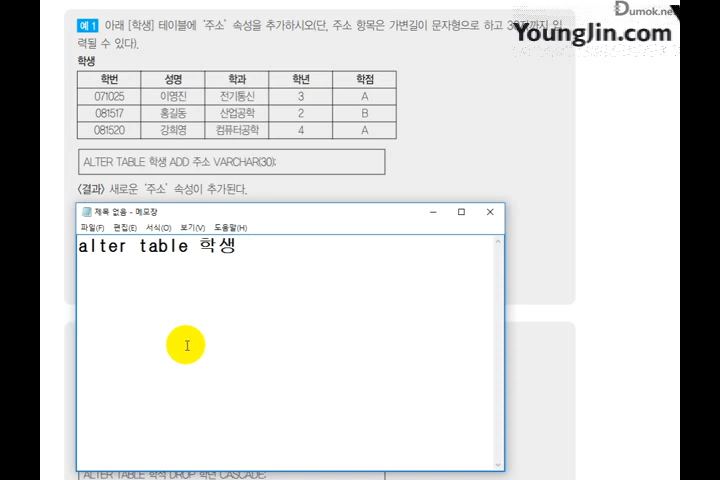 Dumok.net
YoungJin.com
예 1 아래 [학생] 테이블에 '주소' 속성을 추가하시오(단, 주소 항목은 가변길이 문자형으로 하고 입
력될 수 있다).
학생
학번 성명 학과 학년 학점
071025 이영진 전기통신 3 A
081517 홍길동 산업공학 2 B
081520 강희영 컴퓨터공학 4 A
ALTER TABLE 학생 ADD 주소 VARCHAR(30);
<결과> 새로운 '주소' 속성이 추가된다.
제목 없음 - 메모장
파일(F) 편집(E) 서식(O) 보기(V) 도움말(H)
alter table 학생
ALTER TABLE 학적 DROP 학년 CASCADE;